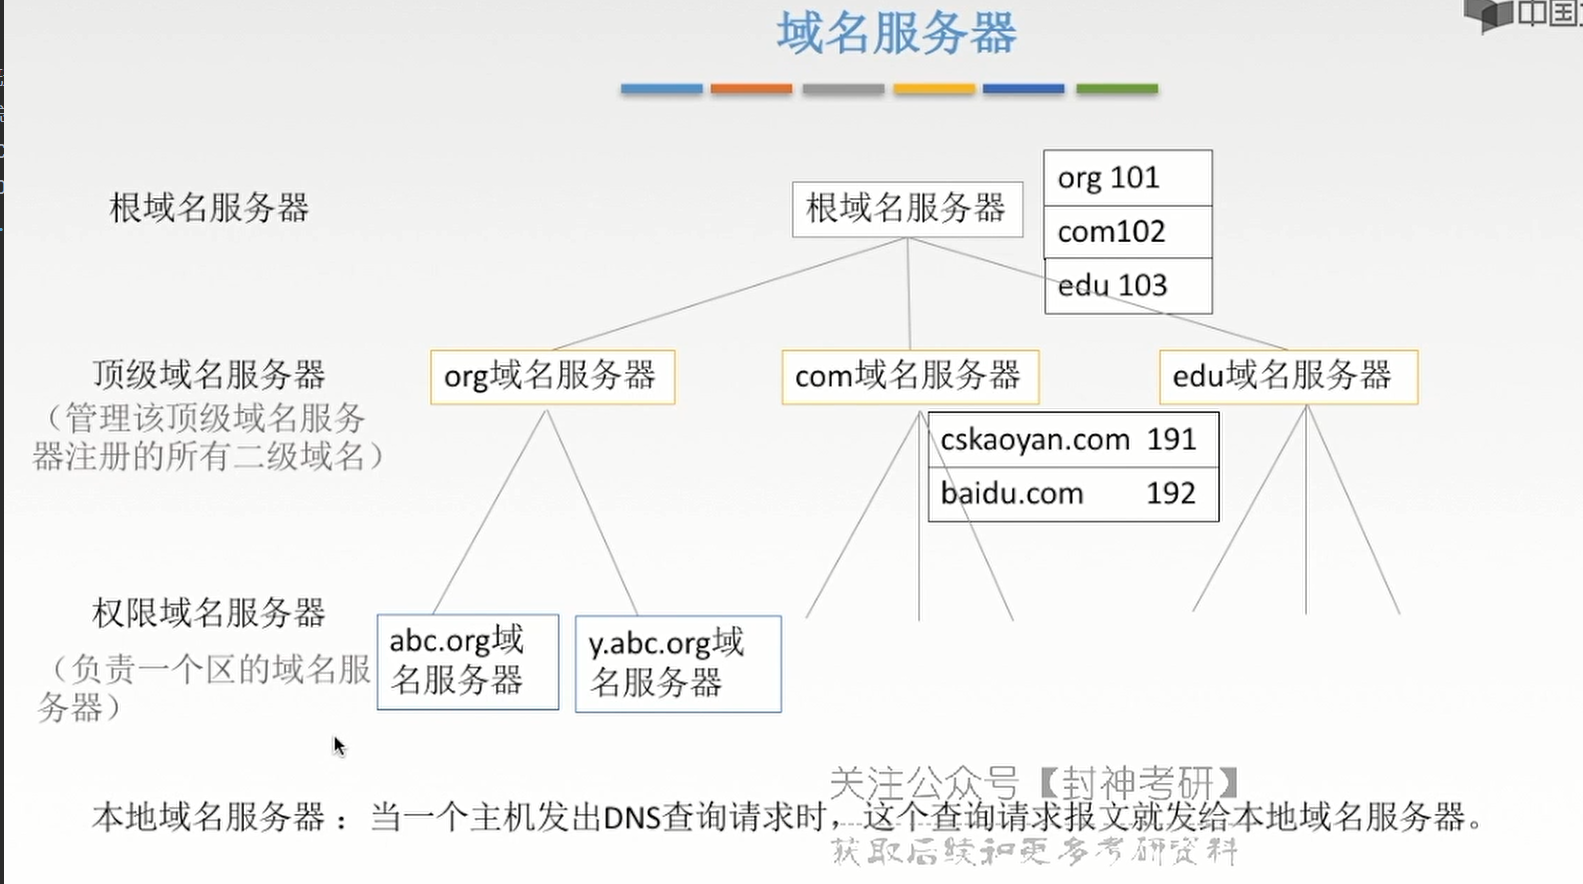 中国
域名服务器
根域名服务器
根域名服务器
org 101
com102
edu 103
顶级域名服务器
（管理该顶级域名服务
器注册的所有二级域名）
org域名服务器
com域名服务器
edu域名服务器
cskaoyan.com 191
baidu.com 192
权限域名服务器
（负责一个区的域名服
务器）
abc.org域
名服务器
y.abc.org域
名服务器
关注公众号【封神考研】
本地域名服务器：当一个主机发出DNS查询请求时，这个查询请求报文就发给本地域名服务器。
获取后续和更多考研资料